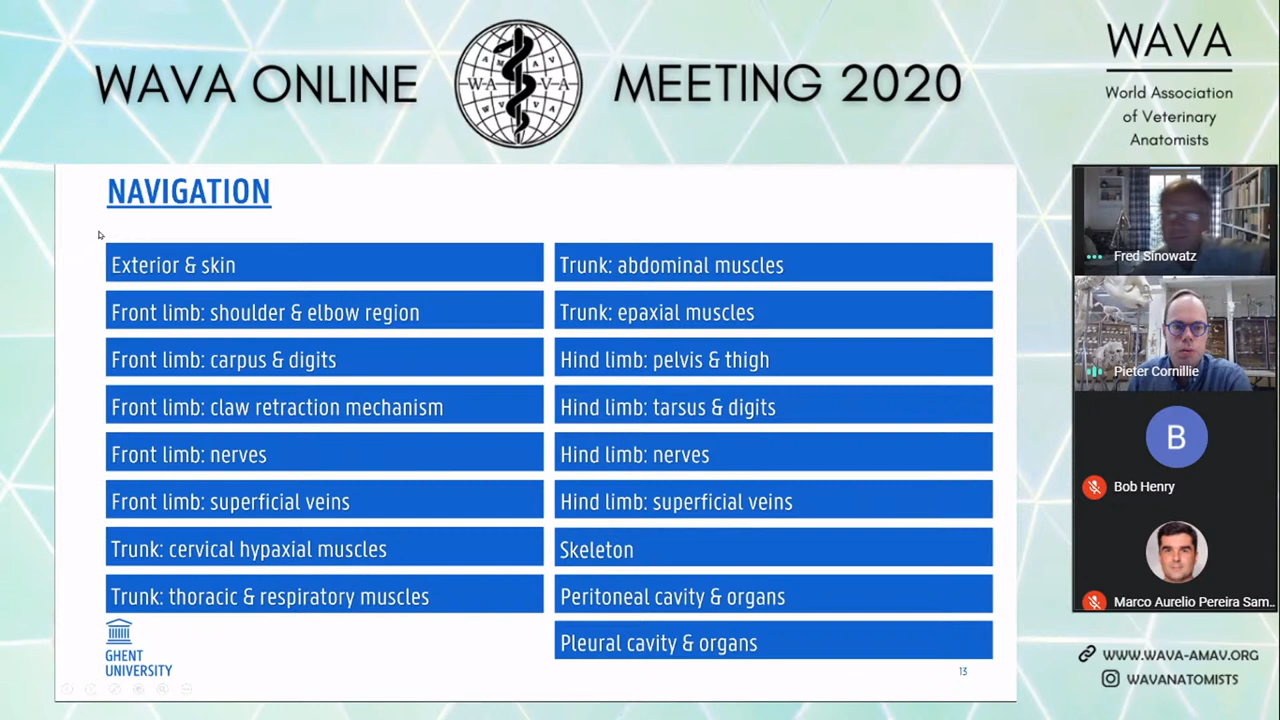 WAVA ONLINE MEETING 2020
AMAV
WAVA
WVVA
WAVA
World Association
of Veterinary
Anatomists
NAVIGATION
Exterior & skin
Front limb: shoulder & elbow region
Front limb: carpus & digits
Front limb: claw retraction mechanism
Front limb: nerves
Front limb: superficial veins
Trunk: cervical hypaxial muscles
Trunk: thoracic & respiratory muscles
Trunk: abdominal muscles
Trunk: epaxial muscles
Hind limb: pelvis & thigh
Hind limb: tarsus & digits
Hind limb: nerves
Hind limb: superficial veins
Skeleton
Peritoneal cavity & organs
Pleural cavity & organs
GHENT
UNIVERSITY
13
Fred Sinowatz
Pieter Cornillie
B
Bob Henry
Marco Aurelio Pereira Sam..
WWW.WAVA-AMAV.ORG
WAVANATOMISTS